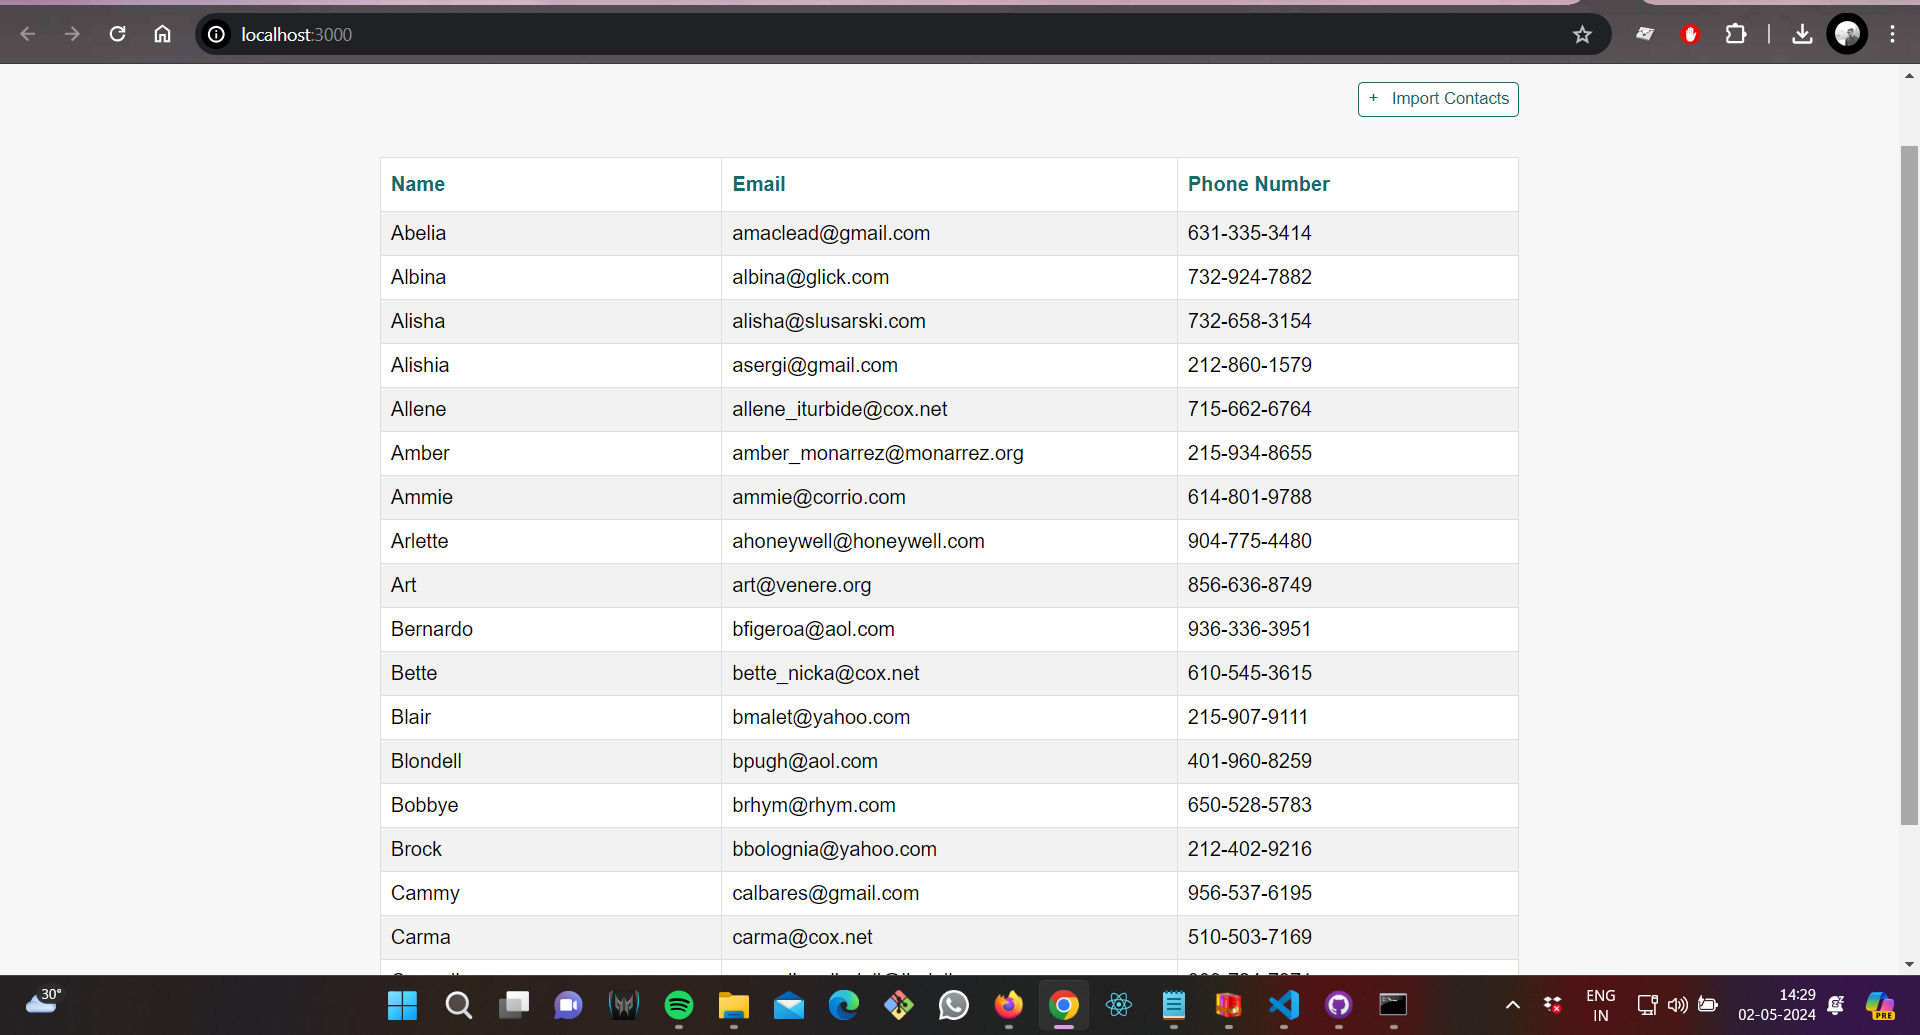 localhost:3000
+ Import Contacts
Name Email Phone Number
Abelia amaclead@gmail.com 631-335-3414
Albina albina@glick.com 732-924-7882
Alisha alisha@slusarski.com 732-658-3154
Alishia asergi@gmail.com 212-860-1579
Allene allene_iturbide@cox.net 715-662-6764
Amber amber_monarrez@monarrez.org 215-934-8655
Ammie ammie@corrio.com 614-801-9788
Arlette ahoneywell@honeywell.com 904-775-4480
Art art@venere.org 856-636-8749
Bernardo bfigeroa@aol.com 936-336-3951
Bette bette_nicka@cox.net 610-545-3615
Blair bmalet@yahoo.com 215-907-9111
Blondell bpugh@aol.com 401-960-8259
Bobbye brhym@rhym.com 650-528-5783
Brock bbolognia@yahoo.com 212-402-9216
Cammy calbares@gmail.com 956-537-6195
Carma carma@cox.net 510-503-7169
30°
ENG
IN
14:29
02-05-2024
PRE